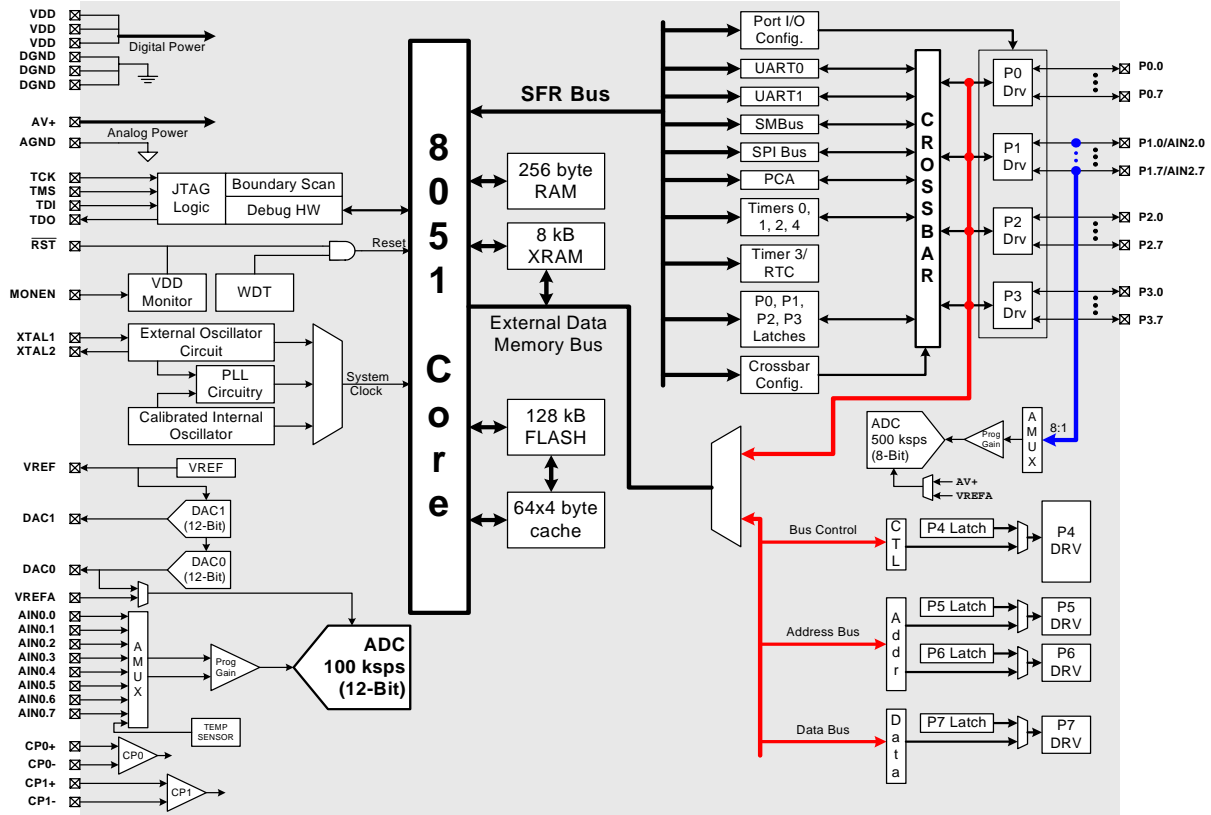 VDD
VDD
VDD
Digital Power
DGND
DGND
DGND
AV+
Analog Power
AGND
TCK
TMS
TDI
TDO
JTAG
Logic
Boundary Scan
Debug HW
RST
Reset
MONEN
VDD
Monitor
WDT
XTAL1
XTAL2
External Oscillator
Circuit
PLL
Circuitry
Calibrated Internal
Oscillator
System
Clock
VREF
VREF
DAC1
DAC1
(12-Bit)
DAC0
DAC0
(12-Bit)
VREFA
AIN0.0
AIN0.1
AIN0.2
AIN0.3
AIN0.4
AIN0.5
AIN0.6
AIN0.7
A
M
U
X
Prog
Gain
ADC
100 ksps
(12-Bit)
TEMP
SENSOR
CP0+
CP0-
CP0
CP1+
CP1-
CP1
8
0
5
1
C
o
r
e
SFR Bus
256 byte
RAM
8 kB
XRAM
External Data
Memory Bus
128 kB
FLASH
64x4 byte
cache
Port I/O
Config.
UART0
UART1
SMBus
SPI Bus
PCA
Timers 0,
1, 2, 4
Timer 3/
RTC
P0, P1,
P2, P3
Latches
Crossbar
Config.
C
R
O
S
S
B
A
R
P0
Drv
P1
Drv
P2
Drv
P3
Drv
P0.0
P0.7
P1.0/AIN2.0
P1.7/AIN2.7
P2.0
P2.7
P3.0
P3.7
ADC
500 ksps
(8-Bit)
Prog
Gain
A
M
U
X
8:1
AV+
VREFA
Bus Control
C
T
L
P4 Latch
P4
DRV
Address Bus
A
d
d
r
P5 Latch
P5
DRV
P6 Latch
P6
DRV
Data Bus
D
a
t
a
P7 Latch
P7
DRV